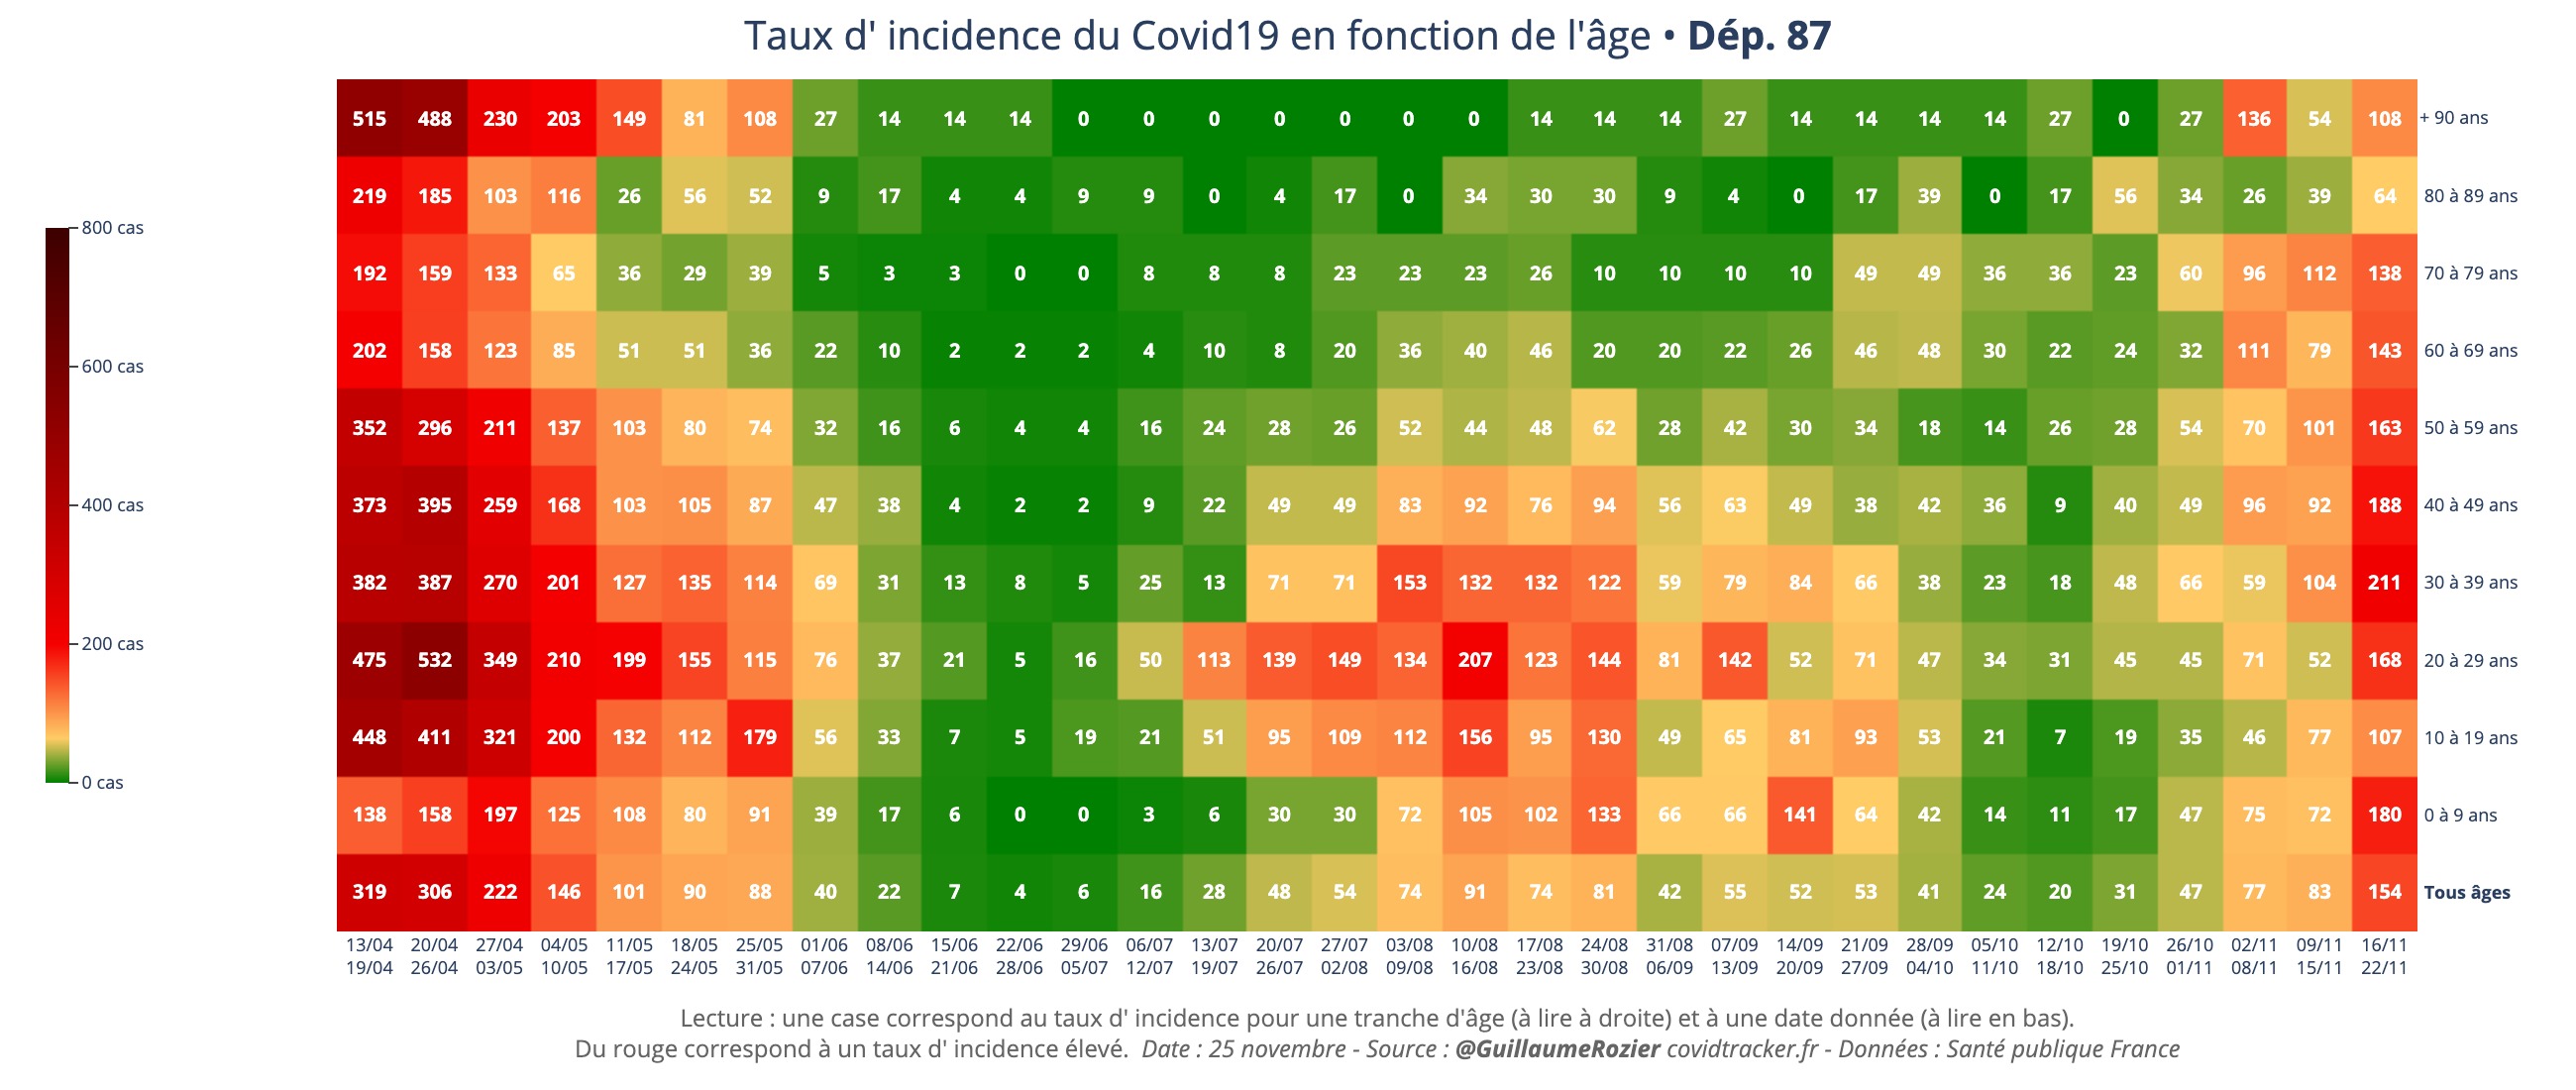 Taux d' incidence du Covid19 en fonction de l'âge • Dép. 87
515 488 230 203 149 81 108 27 14 14 14 0 0 0 0 0 0 0 14 14 14 27 14 14 14 14 27 0 27 136 54 108 + 90 ans
219 185 103 116 26 56 52 9 17 4 4 9 9 0 4 17 0 34 30 30 9 4 0 17 39 0 17 56 34 26 39 64 80 à 89 ans
800 cas
192 159 133 65 36 29 39 5 3 3 0 0 8 8 8 23 23 23 26 10 10 10 10 49 49 36 36 23 60 96 112 138 70 à 79 ans
202 158 123 85 51 51 36 22 10 2 2 2 4 10 8 20 36 40 46 20 20 22 26 46 48 30 22 24 32 111 79 143 60 à 69 ans
600 cas
352 296 211 137 103 80 74 32 16 6 4 4 16 24 28 26 52 44 48 62 28 42 30 34 18 14 26 28 54 70 101 163 50 à 59 ans
400 cas
373 395 259 168 103 105 87 47 38 4 2 2 9 22 49 49 83 92 76 94 56 63 49 38 42 36 9 40 49 96 92 188 40 à 49 ans
382 387 270 201 127 135 114 69 31 13 8 5 25 13 71 71 153 132 132 122 59 79 84 66 38 23 18 48 66 59 104 211 30 à 39 ans
200 cas
475 532 349 210 199 155 115 76 37 21 5 16 50 113 139 149 134 207 123 144 81 142 52 71 47 34 31 45 45 71 52 168 20 à 29 ans
448 411 321 200 132 112 179 56 33 7 5 19 21 51 95 109 112 156 95 130 49 65 81 93 53 21 7 19 35 46 77 107 10 à 19 ans
0 cas
138 158 197 125 108 80 91 39 17 6 0 0 3 6 30 30 72 105 102 133 66 66 141 64 42 14 11 17 47 75 72 180 0 à 9 ans
319 306 222 146 101 90 88 40 22 7 4 6 16 28 48 54 74 91 74 81 42 55 52 53 41 24 20 31 47 77 83 154 Tous âges
13/04 20/04 27/04 04/05 11/05 18/05 25/05 01/06 08/06 15/06 22/06 29/06 06/07 13/07 20/07 27/07 03/08 10/08 17/08 24/08 31/08 07/09 14/09 21/09 28/09 05/10 12/10 19/10 26/10 02/11 09/11 16/11
19/04 26/04 03/05 10/05 17/05 24/05 31/05 07/06 14/06 21/06 28/06 05/07 12/07 19/07 26/07 02/08 09/08 16/08 23/08 30/08 06/09 13/09 20/09 27/09 04/10 11/10 18/10 25/10 01/11 08/11 15/11 22/11
Lecture : une case correspond au taux d' incidence pour une tranche d'âge (à lire à droite) et à une date donnée (à lire en bas).
Du rouge correspond à un taux d' incidence élevé. Date : 25 novembre - Source : @GuillaumeRozier covidtracker.fr - Données : Santé publique France